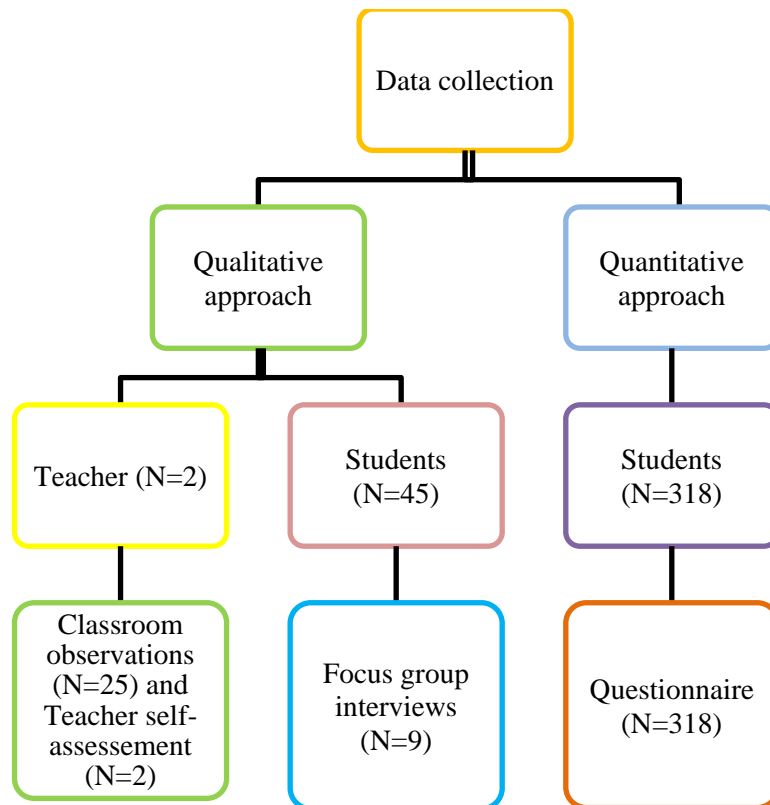 Data collection
Qualitative
approach
Quantitative
approach
Teacher (N=2)
Students
(N=45)
Students
(N=318)
Classroom
observations
(N=25) and
Teacher self-
assessement
(N=2)
Focus group
interviews
(N=9)
Questionnaire
(N=318)